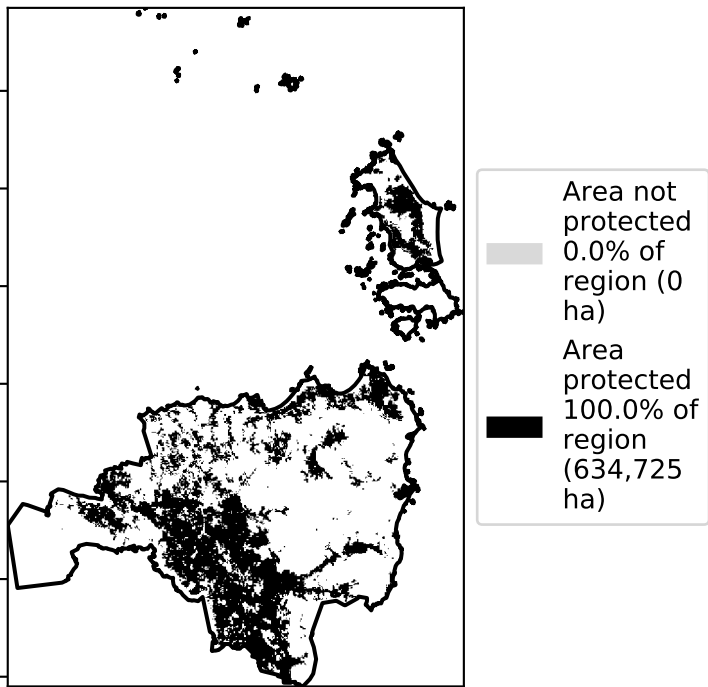 Area not
protected
0.0% of
region (0
ha)
Area
protected
100.0% of
region
(634,725
ha)